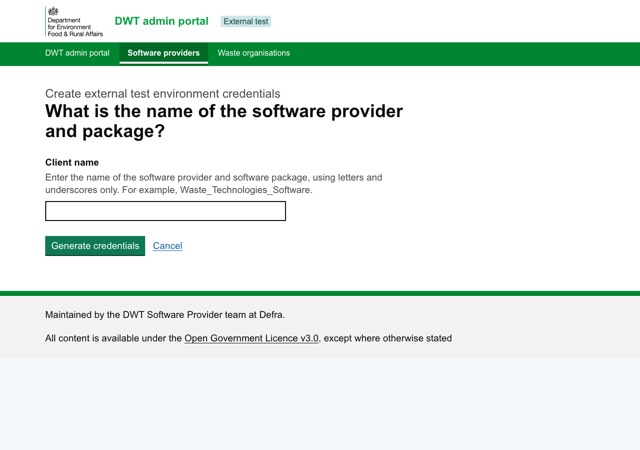 Department
for Environment
Food & Rural Affairs
DWT admin portal
External test
DWT admin portal
Software providers
Waste organisations
Create external test environment credentials
What is the name of the software provider
and package?
Client name
Enter the name of the software provider and software package, using letters and
underscores only. For example, Waste_Technologies_Software.
Generate credentials
Cancel
Maintained by the DWT Software Provider team at Defra.
All content is available under the Open Government Licence v3.0, except where otherwise stated